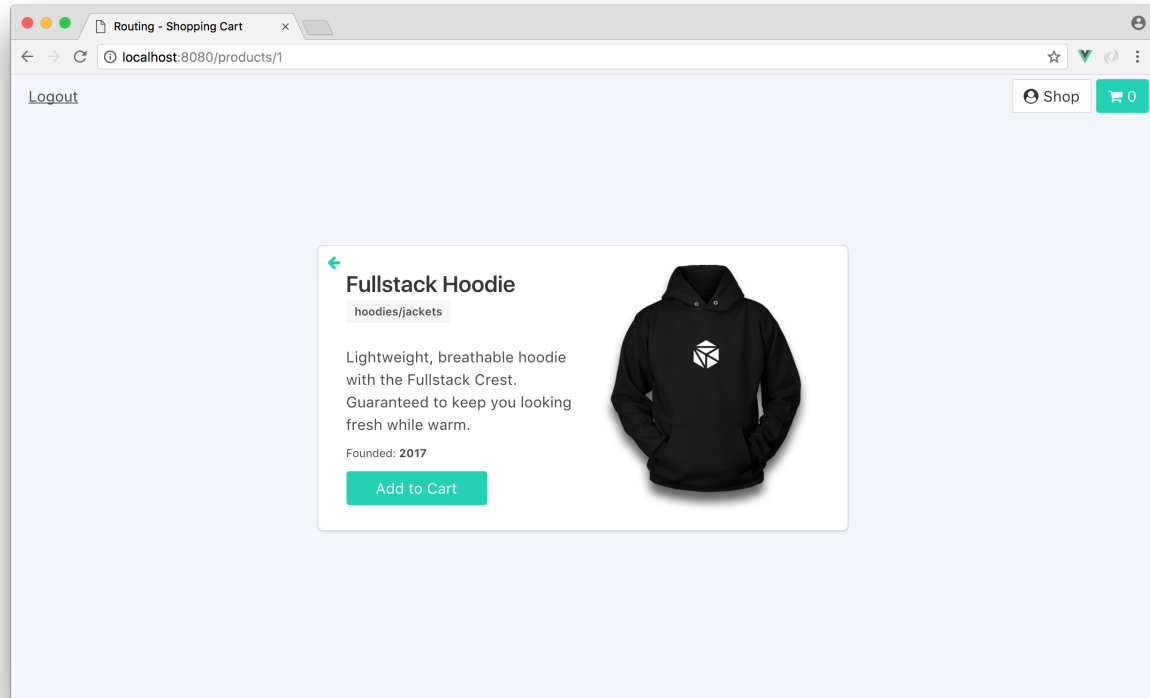 Routing - Shopping Cart
localhost:8080/products/1
Logout
Shop
0
Fullstack Hoodie
hoodies/jackets
Lightweight, breathable hoodie
with the Fullstack Crest.
Guaranteed to keep you looking
fresh while warm.
Founded: 2017
Add to Cart